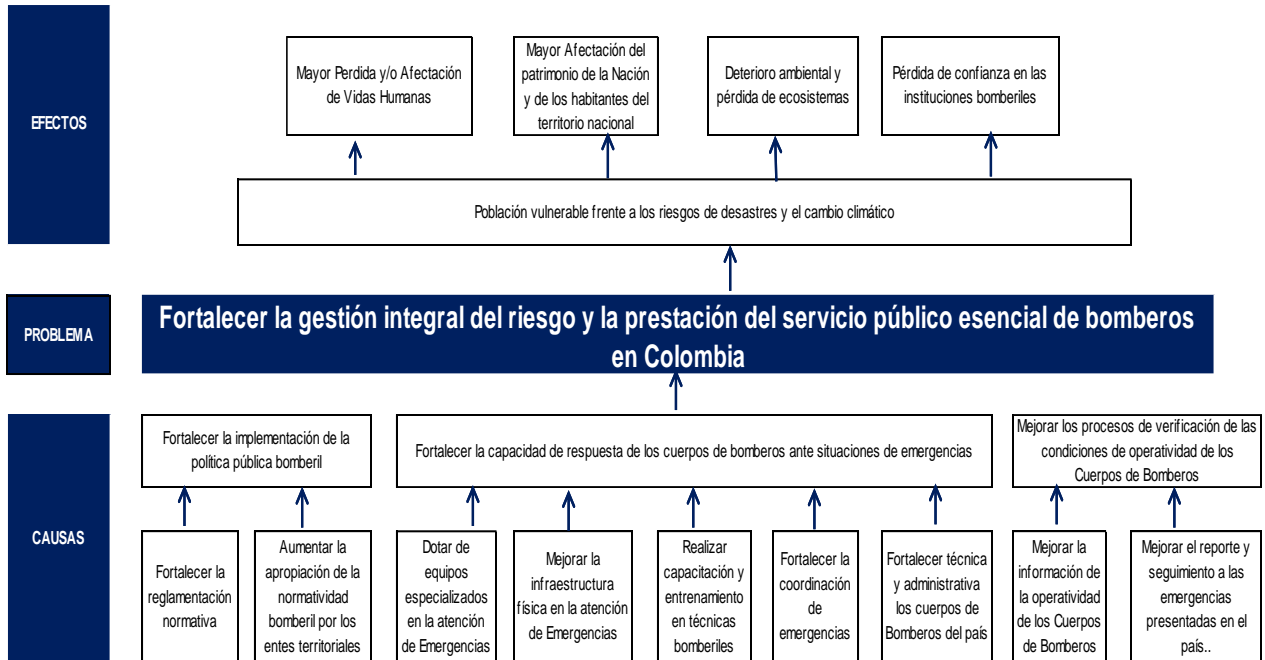 EFECTOS
Mayor Perdida y/o Afectación
de Vidas Humanas
Mayor Afectación del
patrimonio de la Nación
y de los habitantes del
territorio nacional
Deterioro ambiental y
pérdida de ecosistemas
Pérdida de confianza en las
instituciones bomberiles
Población vulnerable frente a los riesgos de desastres y el cambio climático
PROBLEMA
Fortalecer la gestión integral del riesgo y la prestación del servicio público esencial de bomberos
en Colombia
CAUSAS
Fortalecer la implementación de la
política pública bomberil
Fortalecer la capacidad de respuesta de los cuerpos de bomberos ante situaciones de emergencias
Mejorar los procesos de verificación de las
condiciones de operatividad de los
Cuerpos de Bomberos
Fortalecer la
reglamentación
normativa
Aumentar la
apropiación de la
normatividad
bomberil por los
entes territoriales
Dotar de
equipos
especializados
en la atención
de Emergencias
Mejorar la
infraestructura
física en la atención
de Emergencias
Realizar
capacitación y
entrenamiento
en técnicas
bomberiles
Fortalecer la
coordinación
de
emergencias
Fortalecer técnica
y administrativa
los cuerpos de
Bomberos del país
Mejorar la
información de
la operatividad
de los Cuerpos
de Bomberos
Mejorar el reporte y
seguimiento a las
emergencias
presentadas en el
país..